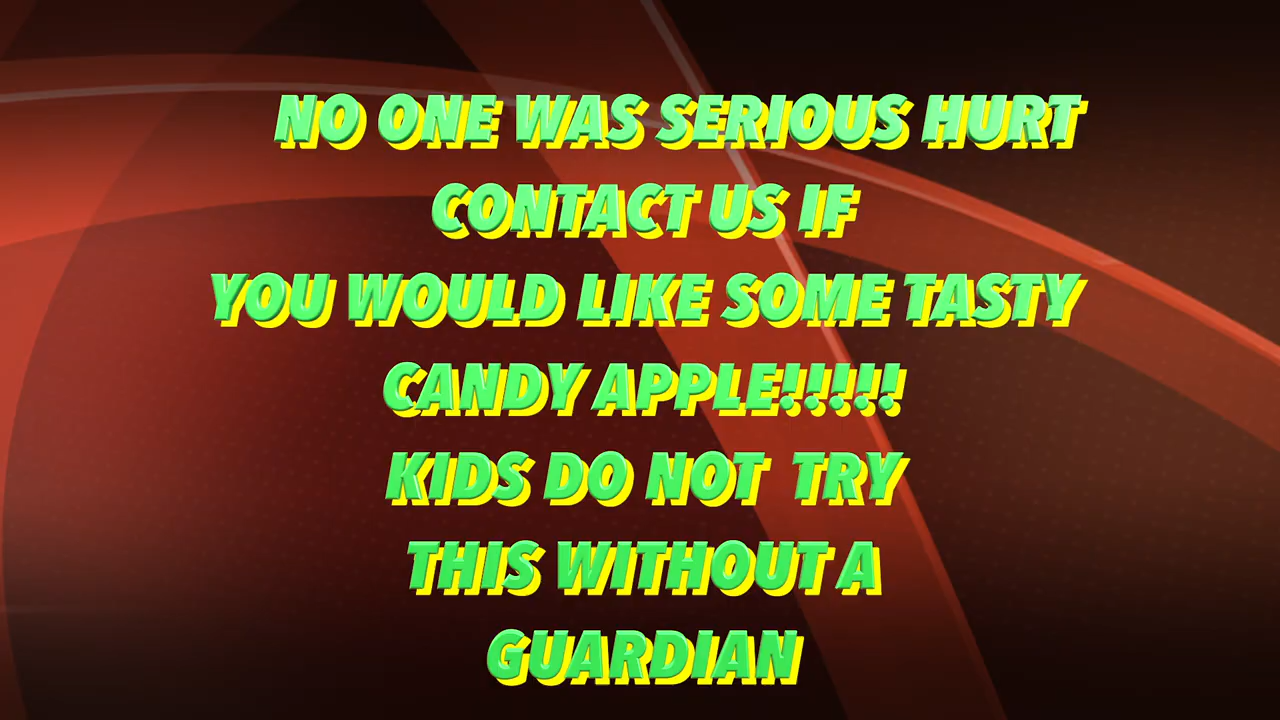 NO ONE WAS SERIOUS HURT
CONTACT US IF
YOU WOULD LIKE SOME TASTY
CANDY APPLE!!!!!
KIDS DO NOT TRY
THIS WITHOUT A
GUARDIAN